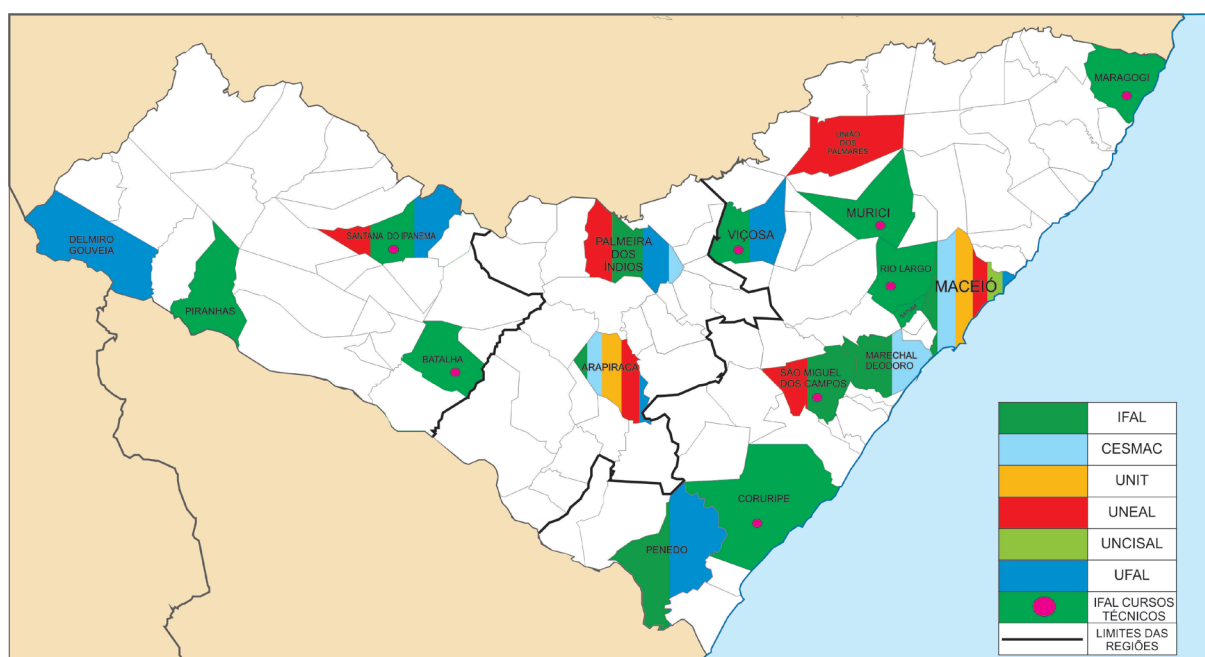 MARAGOGI
UNIÃO
DOS
PALMARES
MURICI
VIÇOSA
DELMIRO
GOUVEIA
SANTANA DO IPANEMA
PALMEIRA
DOS
ÍNDIOS
RIO LARGO
MACEIÓ
PIRANHAS
BATALHA
ARAPIRACA
MARECHAL
DEODORO
SÃO MIGUEL
DOS CAMPOS
CORURIPE
PENEDO
IFAL
CESMAC
UNIT
UNEAL
UNCISAL
UFAL
IFAL CURSOS
TÉCNICOS
LIMITES DAS
REGIÕES